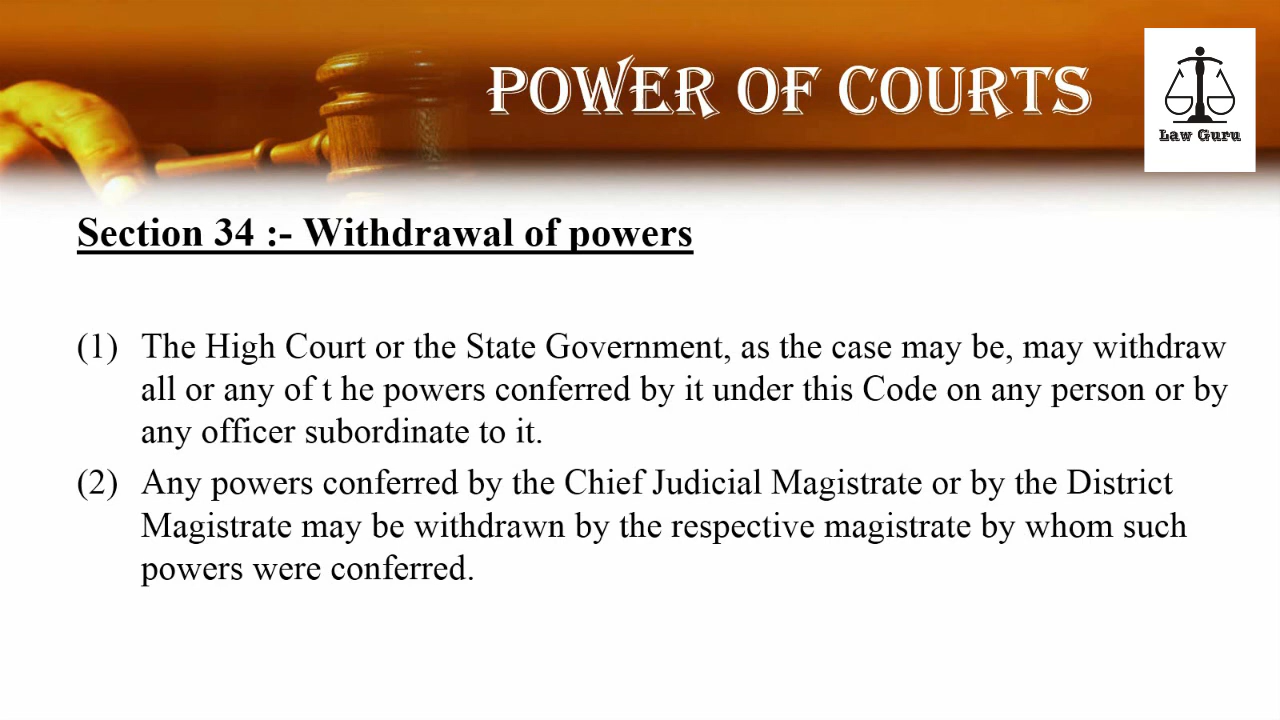 POWER OF COURTS
Law Guru
Section 34 :- Withdrawal of powers
(1) The High Court or the State Government, as the case may be, may withdraw
all or any of t he powers conferred by it under this Code on any person or by
any officer subordinate to it.
(2) Any powers conferred by the Chief Judicial Magistrate or by the District
Magistrate may be withdrawn by the respective magistrate by whom such
powers were conferred.